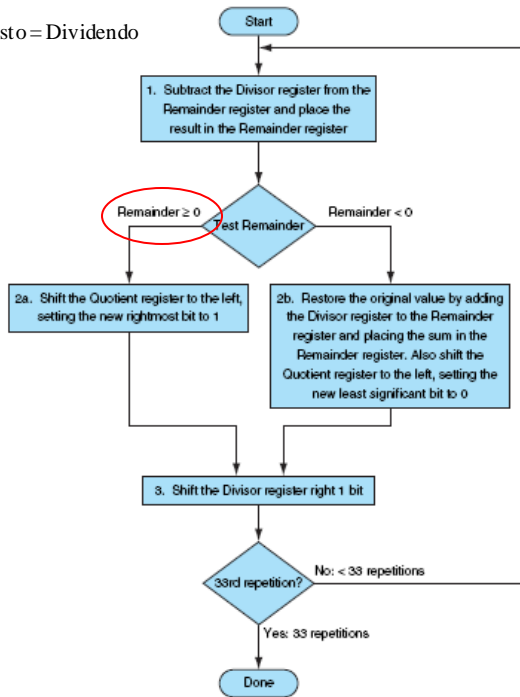 sto = Dividendo
Start
1. Subtract the Divisor register from the
Remainder register and place the
result in the Remainder register
Remainder ≥ 0
Test Remainder
Remainder < 0
2a. Shift the Quotient register to the left,
setting the new rightmost bit to 1
2b. Restore the original value by adding
the Divisor register to the Remainder
register and placing the sum in the
Remainder register. Also shift the
Quotient register to the left, setting the
new least significant bit to 0
3. Shift the Divisor register right 1 bit
33rd repetition?
No: < 33 repetitions
Yes: 33 repetitions
Done